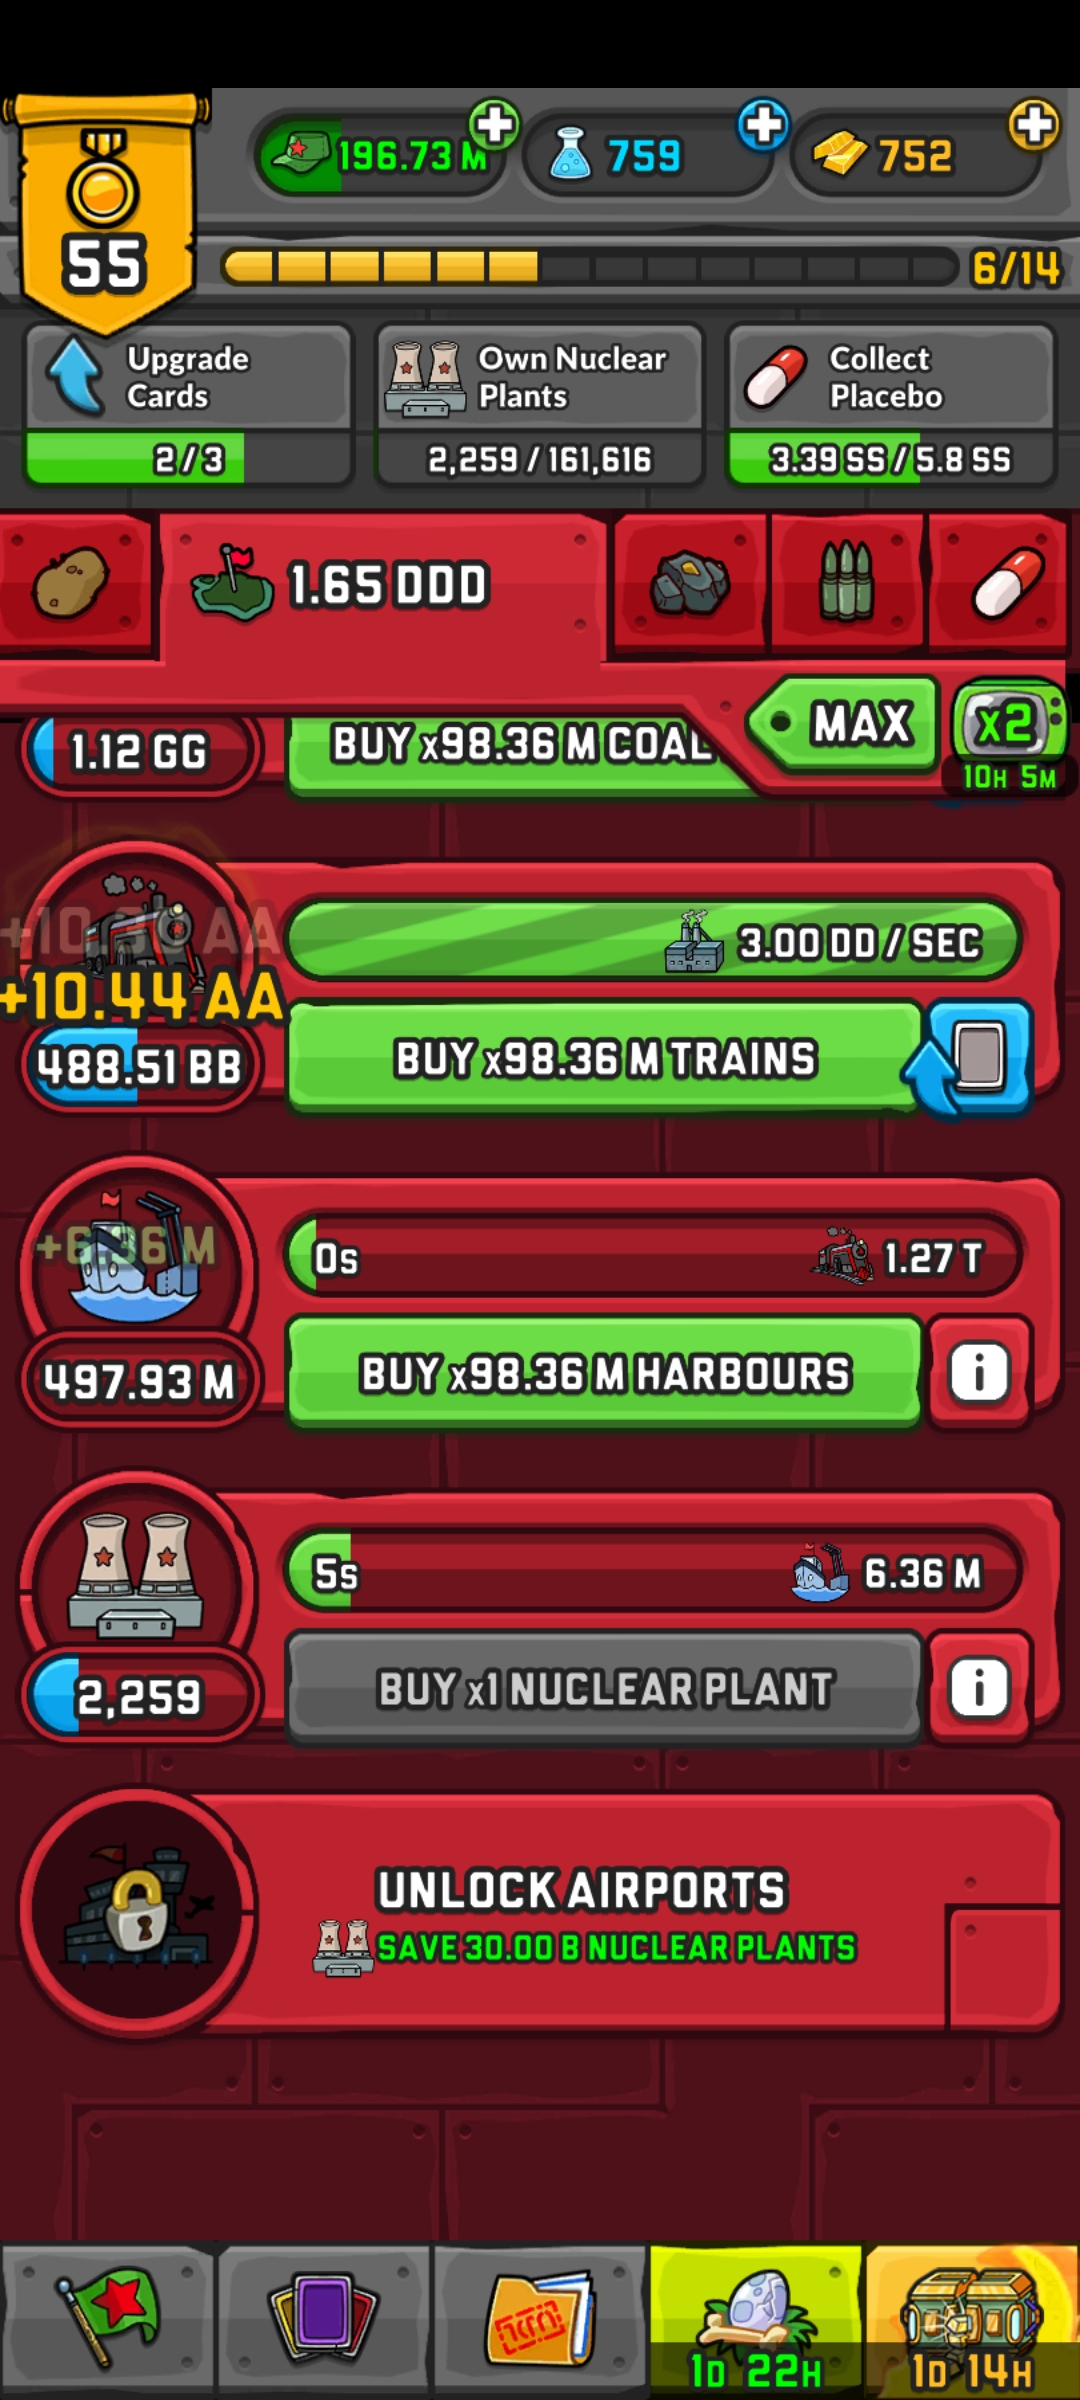 196.73 M
759
752
55
6/14
Upgrade
Cards
2/3
Own Nuclear
Plants
2,259 / 161,616
Collect
Placebo
3.39 SS / 5.8 SS
1.65 DDD
MAX
X2
10H 5M
1.12 GG
BUY x98.36 M COAL
3.00 DD / SEC
+10.44 AA
488.51 BB
BUY x98.36 M TRAINS
+6.36 M
0s
1.27 T
497.93 M
BUY x98.36 M HARBOURS
i
5s
6.36 M
2,259
BUY x1 NUCLEAR PLANT
i
UNLOCK AIRPORTS
SAVE 30.00 B NUCLEAR PLANTS
1D 22H
1D 14H